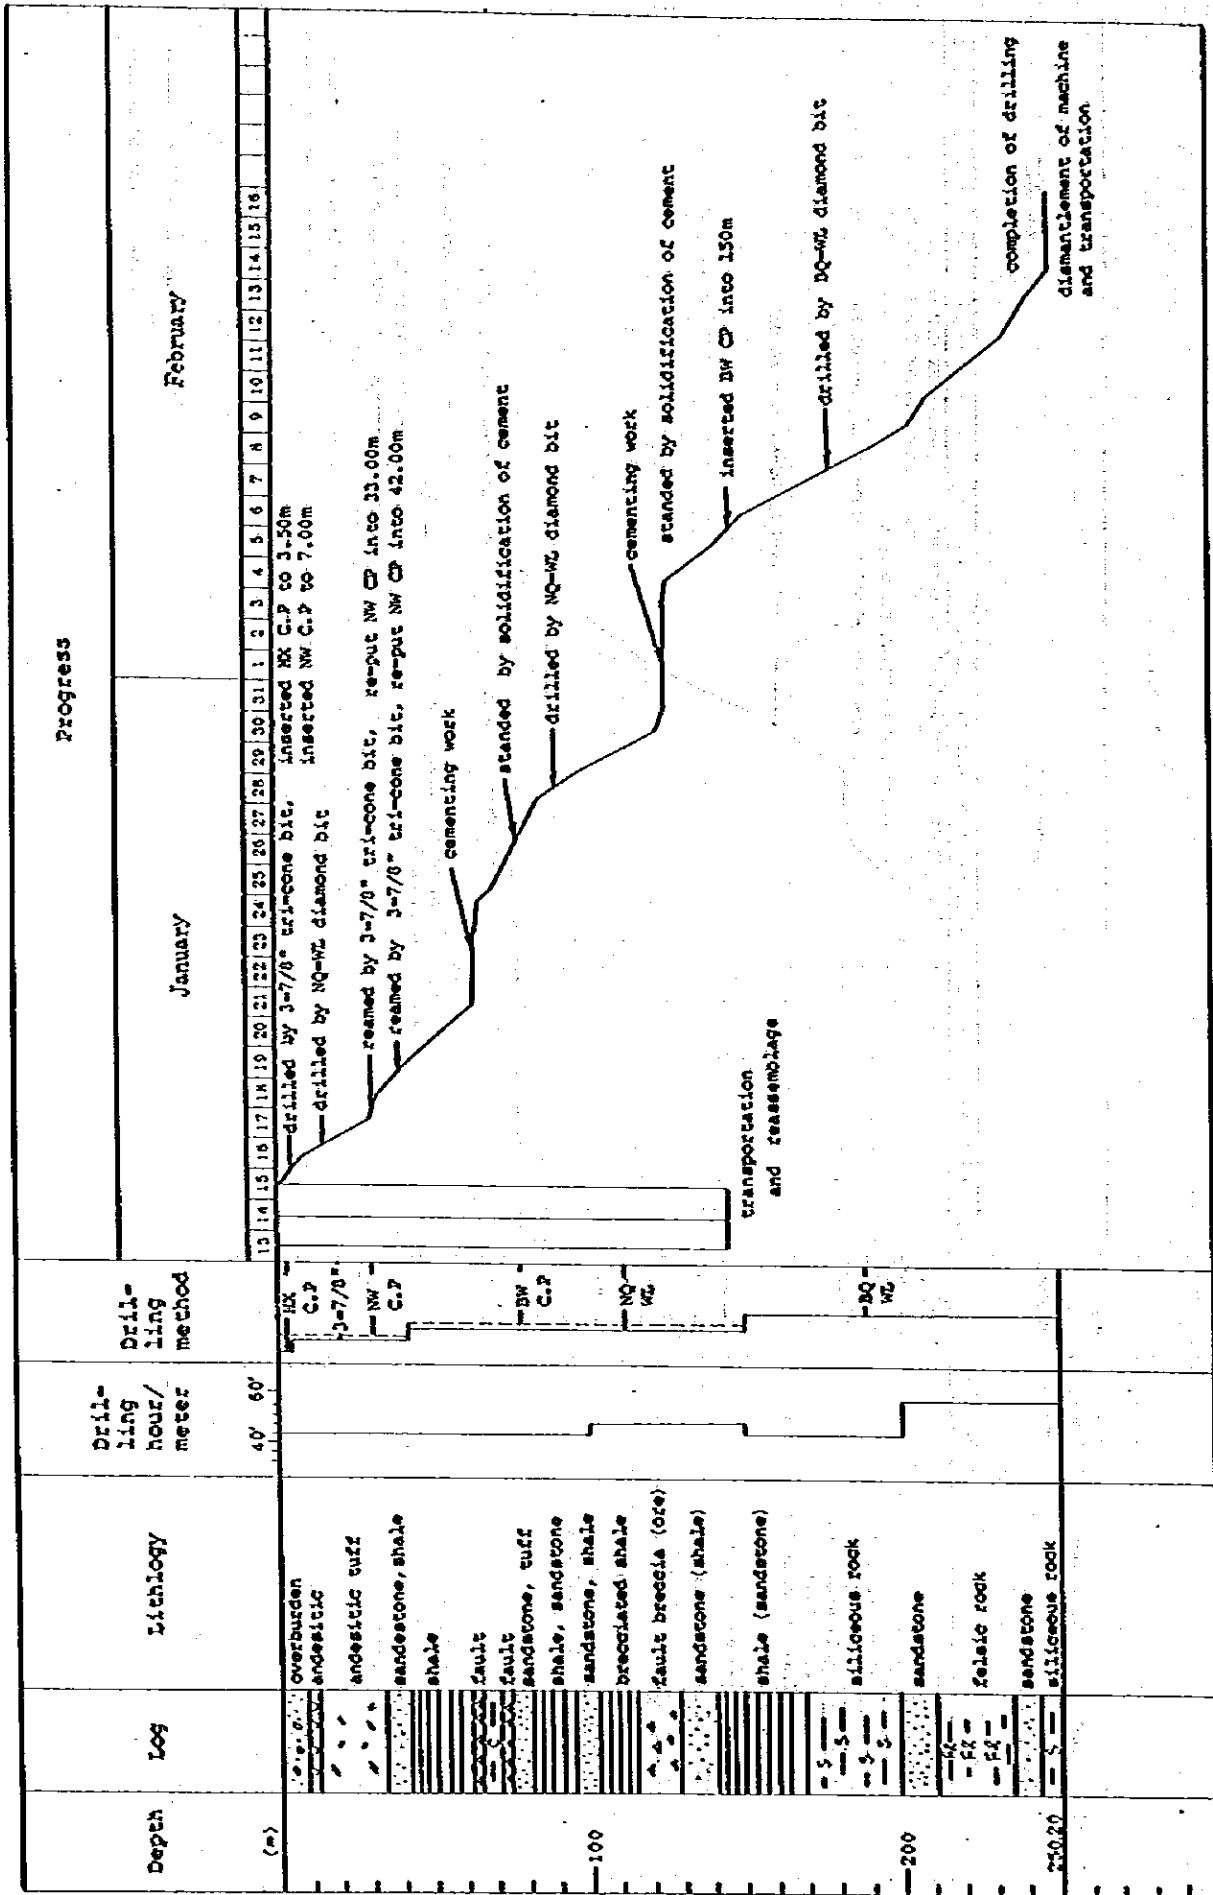 Progress
Depth
Lithlogy
Log
Dril-
ling
hour/
meter
Dril-
ling
method
January
February
(m)
40' 60'
13 14 15 16 17 18 19 20 21 22 23 24 25 26 27 28 29 30 31 1 2 3 4 5 6 7 8 9 10 11 12 13 14 15 16
overburden
andesitic
andesitic tuff
sandestone, shale
shale
fault
fault
sandstone, tuff
shale, sandstone
sandstone, shale
brecciated shale
fault breccia (ore)
sandstone (shale)
shale (sandstone)
siliceous rock
sandstone
felsic rock
sandstone
siliceous rock
100
200
250.20
HX
C.P
3-7/8"
NW
C.P
BW
C.P
NQ
WL
BQ
WL
drilled by 3-7/8" tri-cone bit, inserted HX C.P to 3.50m
inserted NW C.P to 7.00m
drilled by NQ-WL diamond bit
reamed by 3-7/8" tri-cone bit, re-put NW CP into 33.00m
reamed by 3-7/8" tri-cone bit, re-put NW CP into 42.00m
cementing work
standed by solidification of cement
drilled by NQ-WL diamond bit
cementing work
standed by solidification of cement
inserted BW CP into 150m
drilled by BQ-WL diamond bit
completion of drilling
dismantlement of machine
and transportation
transportation
and reassemblage